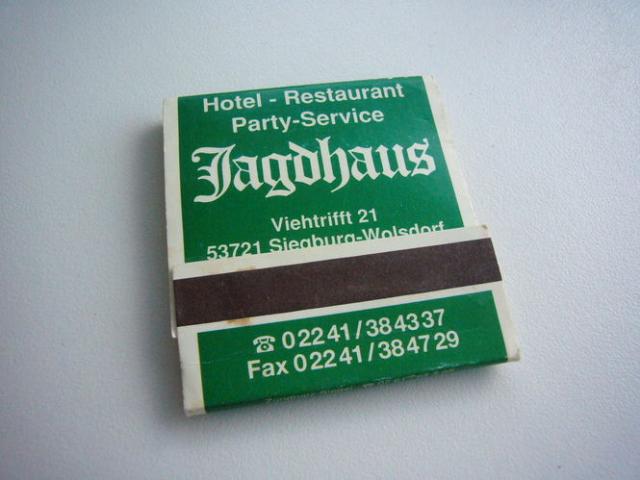 Hotel - Restaurant
Party-Service
Jagdhaus
Viehtrifft 21
53721 Siegburg-Wolsdorf
☎ 02241/384337
Fax 02241/384729